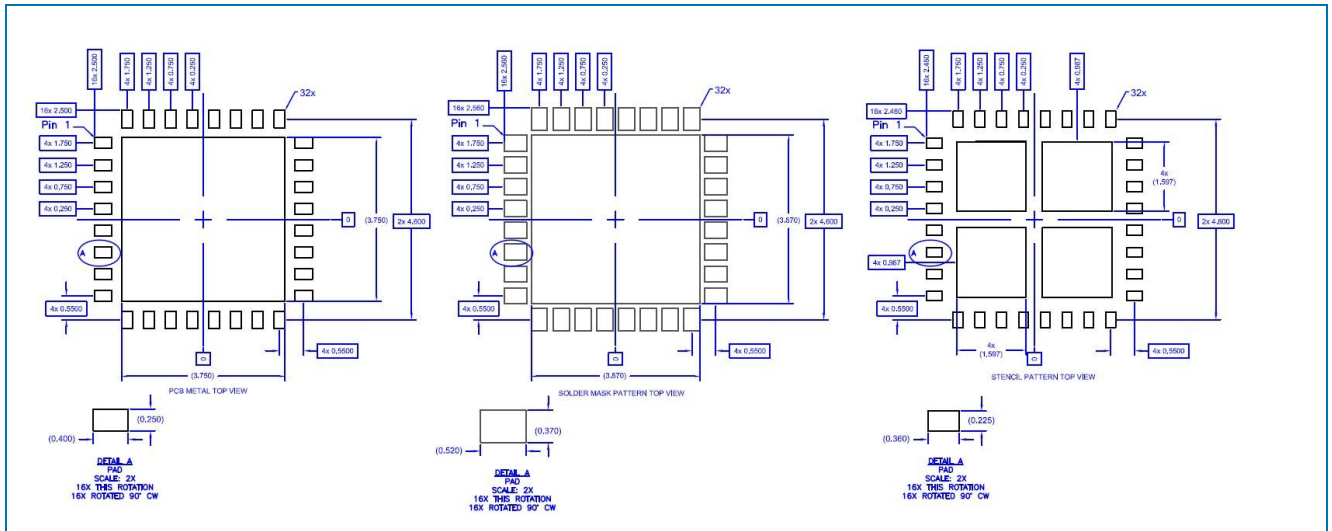 16x 2.500
4x 1.750
4x 1.250
4x 0.750
4x 0.250
32x
16x 2.500
Pin 1
4x 1.750
4x 1.250
4x 0.750
4x 0.250
A
0
(3.750)
2x 4.600
4x 0.5500
0
4x 0.5500
(3.750)
PCB METAL TOP VIEW
(0.250)
(0.400)
DETAIL A
PAD
SCALE: 2X
16X THIS ROTATION
16X ROTATED 90° CW
16x 2.560
4x 1.750
4x 1.250
4x 0.750
4x 0.250
32x
16x 2.560
Pin 1
4x 1.750
4x 1.250
4x 0.750
4x 0.250
A
0
(3.870)
2x 4.600
4x 0.5500
0
4x 0.5500
(3.870)
SOLDER MASK PATTERN TOP VIEW
(0.370)
(0.520)
DETAIL A
PAD
SCALE: 2X
16X THIS ROTATION
16X ROTATED 90° CW
16x 2.480
4x 1.750
4x 1.250
4x 0.750
4x 0.250
4x 0.987
32x
16x 2.480
Pin 1
4x 1.750
4x 1.250
4x 0.750
4x 0.250
A
4x
(1.597)
0
2x 4.600
4x 0.987
4x 0.5500
4x
(1.597)
0
4x 0.5500
STENCIL PATTERN TOP VIEW
(0.225)
(0.360)
DETAIL A
PAD
SCALE: 2X
16X THIS ROTATION
16X ROTATED 90° CW